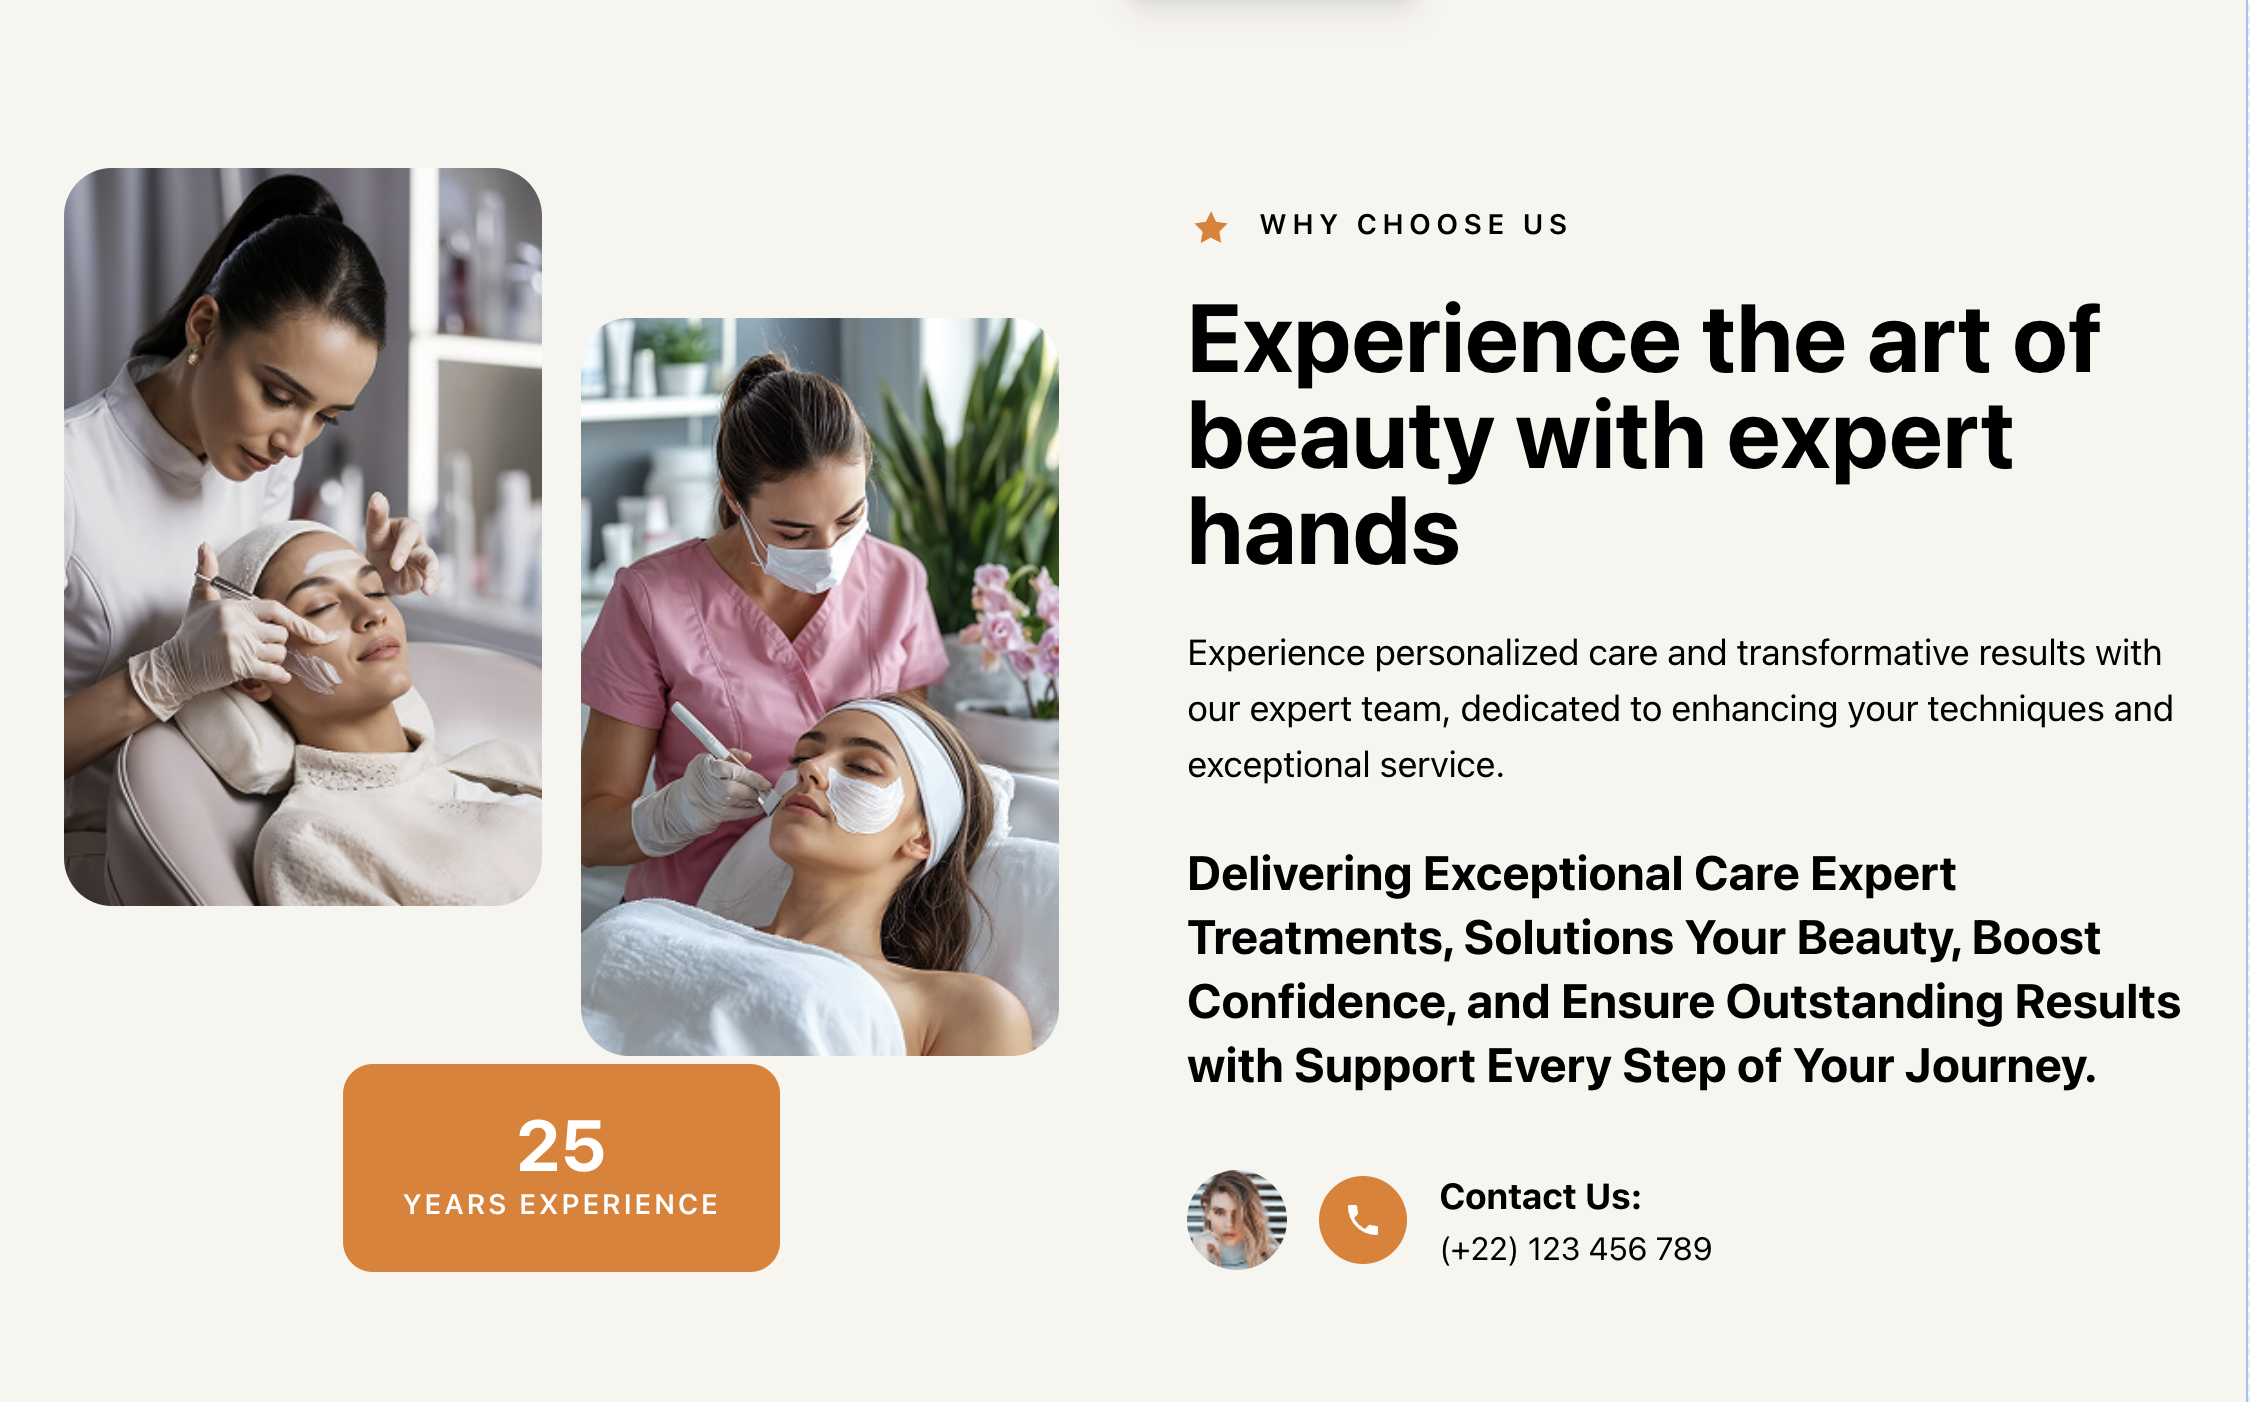 WHY CHOOSE US
Experience the art of
beauty with expert
hands
Experience personalized care and transformative results with
our expert team, dedicated to enhancing your techniques and
exceptional service.
Delivering Exceptional Care Expert
Treatments, Solutions Your Beauty, Boost
Confidence, and Ensure Outstanding Results
with Support Every Step of Your Journey.
25
YEARS EXPERIENCE
Contact Us:
(+22) 123 456 789